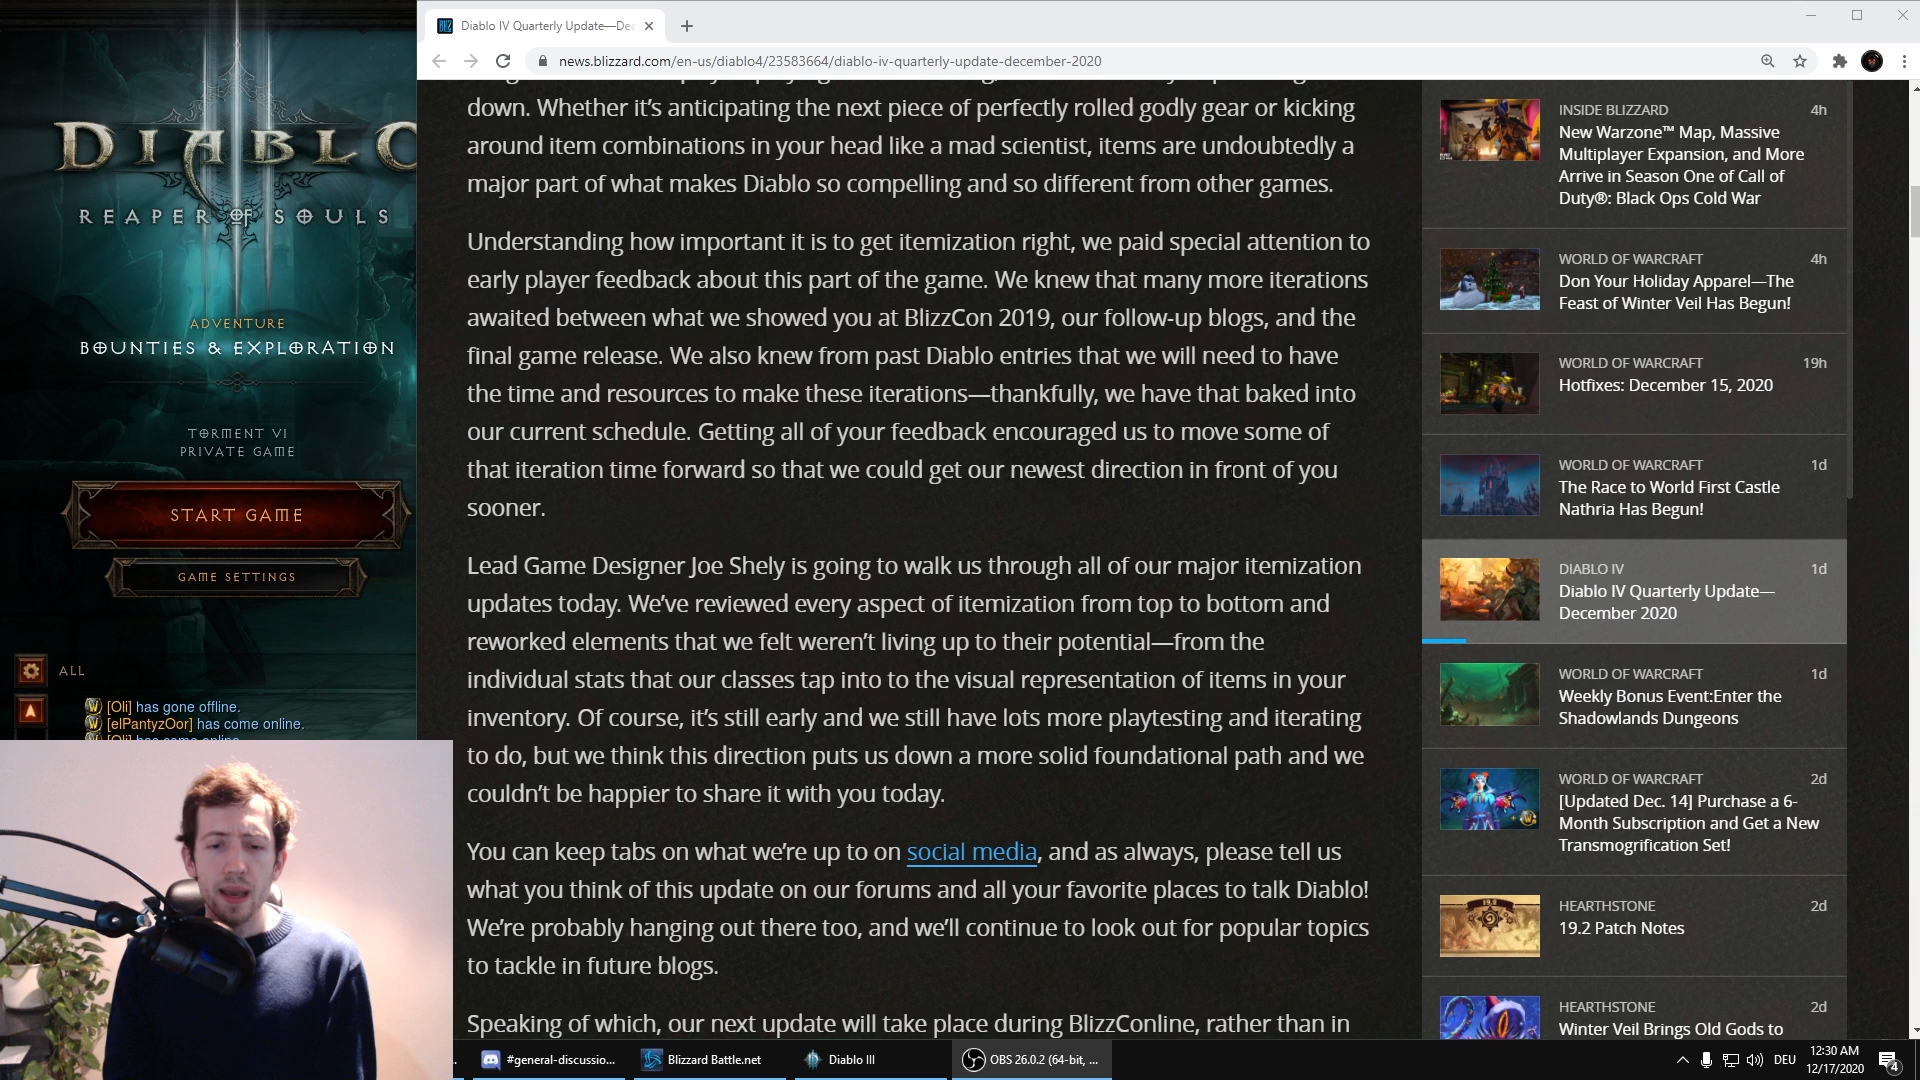 DIABLO
REAPER OF SOULS
ADVENTURE
BOUNTIES & EXPLORATION
TORMENT VI
PRIVATE GAME
START GAME
GAME SETTINGS
ALL
[Oli] has gone offline.
[elPantyzOor] has come online.
[Oli] has come online.
Diablo IV Quarterly Update—Dec
news.blizzard.com/en-us/diablo4/23583664/diablo-iv-quarterly-update-december-2020
down. Whether it’s anticipating the next piece of perfectly rolled godly gear or kicking
around item combinations in your head like a mad scientist, items are undoubtedly a
major part of what makes Diablo so compelling and so different from other games.
Understanding how important it is to get itemization right, we paid special attention to
early player feedback about this part of the game. We knew that many more iterations
awaited between what we showed you at BlizzCon 2019, our follow-up blogs, and the
final game release. We also knew from past Diablo entries that we will need to have
the time and resources to make these iterations—thankfully, we have that baked into
our current schedule. Getting all of your feedback encouraged us to move some of
that iteration time forward so that we could get our newest direction in front of you
sooner.
Lead Game Designer Joe Shely is going to walk us through all of our major itemization
updates today. We’ve reviewed every aspect of itemization from top to bottom and
reworked elements that we felt weren’t living up to their potential—from the
individual stats that our classes tap into to the visual representation of items in your
inventory. Of course, it’s still early and we still have lots more playtesting and iterating
to do, but we think this direction puts us down a more solid foundational path and we
couldn’t be happier to share it with you today.
You can keep tabs on what we’re up to on social media, and as always, please tell us
what you think of this update on our forums and all your favorite places to talk Diablo!
We’re probably hanging out there too, and we’ll continue to look out for popular topics
to tackle in future blogs.
Speaking of which, our next update will take place during BlizzConline, rather than in
INSIDE BLIZZARD 4h
New Warzone™ Map, Massive
Multiplayer Expansion, and More
Arrive in Season One of Call of
Duty®: Black Ops Cold War
WORLD OF WARCRAFT 4h
Don Your Holiday Apparel—The
Feast of Winter Veil Has Begun!
WORLD OF WARCRAFT 19h
Hotfixes: December 15, 2020
WORLD OF WARCRAFT 1d
The Race to World First Castle
Nathria Has Begun!
DIABLO IV 1d
Diablo IV Quarterly Update—
December 2020
WORLD OF WARCRAFT 1d
Weekly Bonus Event:Enter the
Shadowlands Dungeons
WORLD OF WARCRAFT 2d
[Updated Dec. 14] Purchase a 6-
Month Subscription and Get a New
Transmogrification Set!
HEARTHSTONE 2d
19.2 Patch Notes
HEARTHSTONE 2d
Winter Veil Brings Old Gods to
#general-discussio...
Blizzard Battle.net
Diablo III
OBS 26.0.2 (64-bit, ...
DEU
12:30 AM
12/17/2020
4